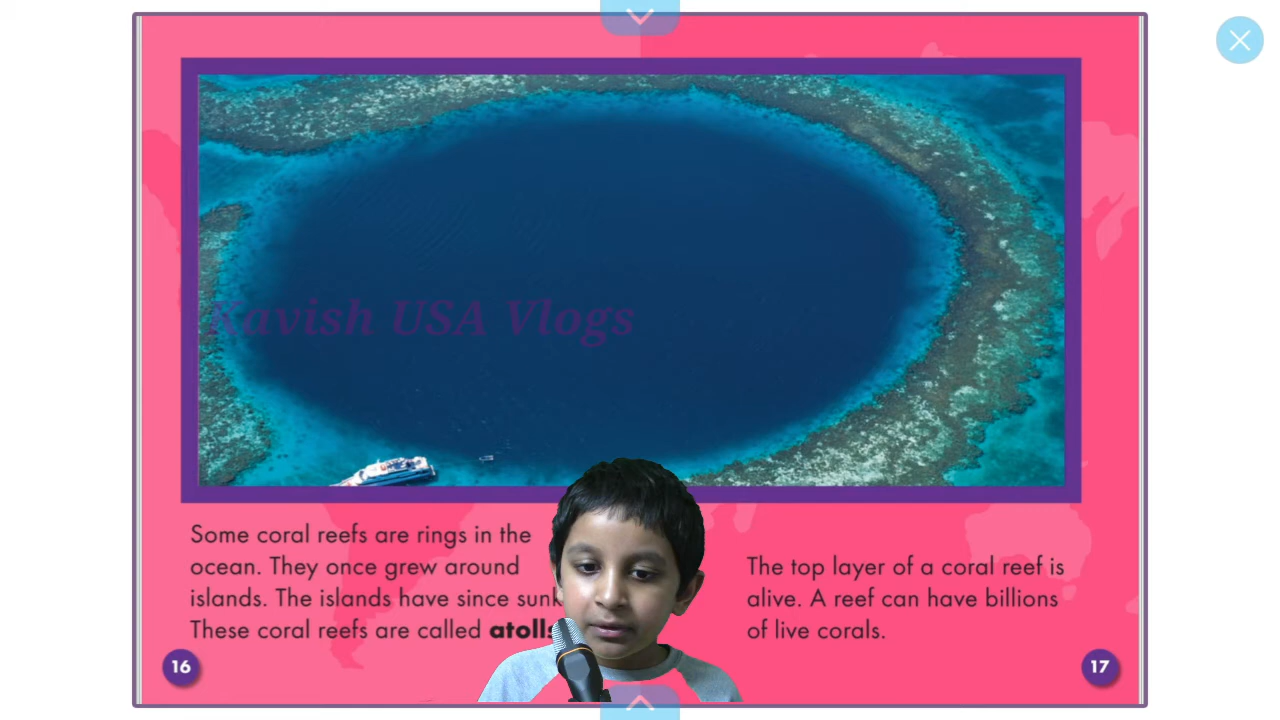 Kavish USA Vlogs
Some coral reefs are rings in the
ocean. They once grew around
islands. The islands have since sunk
These coral reefs are called atolls
The top layer of a coral reef is
alive. A reef can have billions
of live corals.
16
17